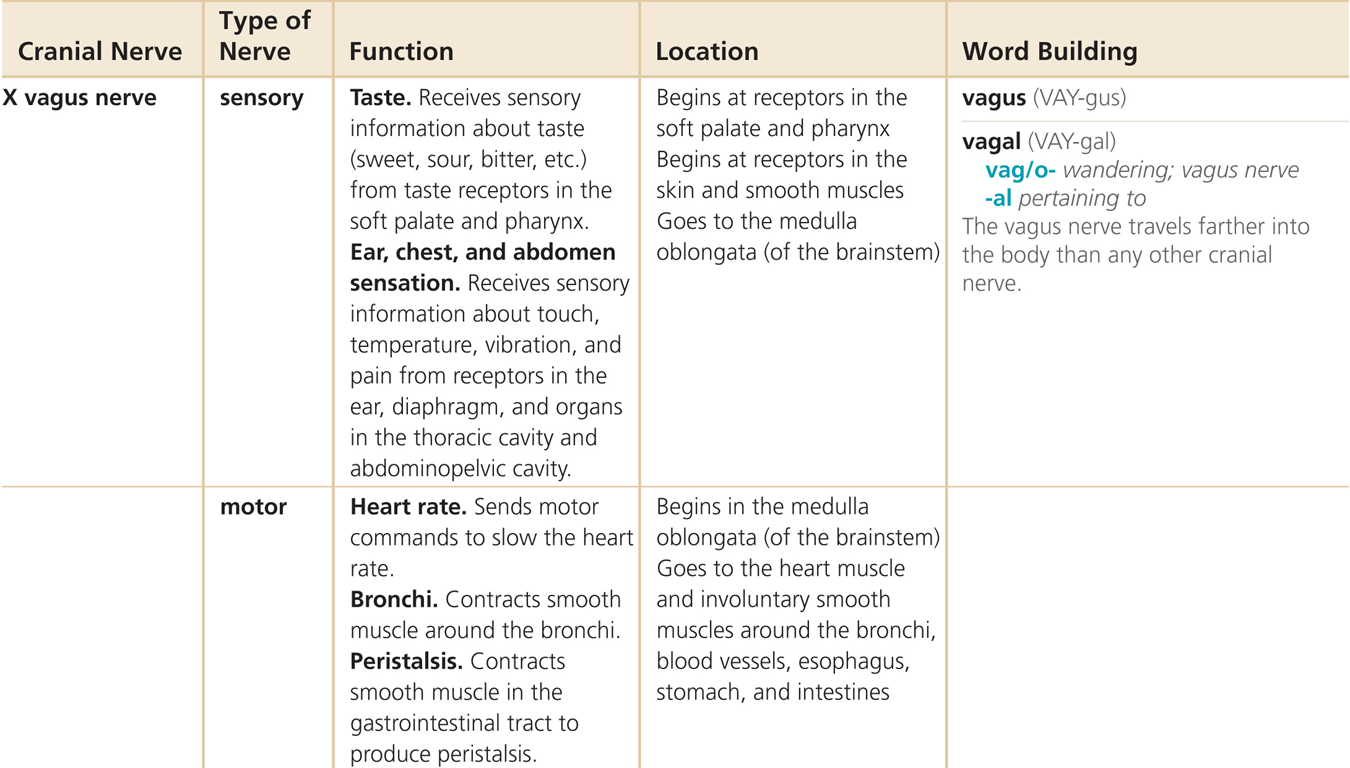 Cranial Nerve
Type of
Nerve
Function
Location
Word Building
X vagus nerve
sensory
Taste. Receives sensory
information about taste
(sweet, sour, bitter, etc.)
from taste receptors in the
soft palate and pharynx.
Ear, chest, and abdomen
sensation. Receives sensory
information about touch,
temperature, vibration, and
pain from receptors in the
ear, diaphragm, and organs
in the thoracic cavity and
abdominopelvic cavity.
Begins at receptors in the
soft palate and pharynx
Begins at receptors in the
skin and smooth muscles
Goes to the medulla
oblongata (of the brainstem)
vagus (VAY-gus)
vagal (VAY-gal)
vag/o- wandering; vagus nerve
-al pertaining to
The vagus nerve travels farther into
the body than any other cranial
nerve.
motor
Heart rate. Sends motor
commands to slow the heart
rate.
Bronchi. Contracts smooth
muscle around the bronchi.
Peristalsis. Contracts
smooth muscle in the
gastrointestinal tract to
produce peristalsis.
Begins in the medulla
oblongata (of the brainstem)
Goes to the heart muscle
and involuntary smooth
muscles around the bronchi,
blood vessels, esophagus,
stomach, and intestines